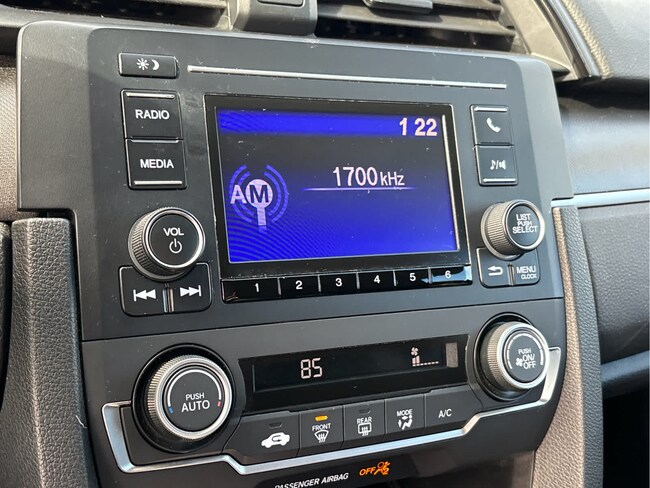 RADIO
MEDIA
VOL
1 22
AM
1700 kHz
LIST
PUSH
SELECT
MENU
CLOCK
1 2 3 4 5 6
85
PUSH
AUTO
PUSH
ON/
OFF
FRONT
REAR
MODE
A/C
PASSENGER AIRBAG OFF